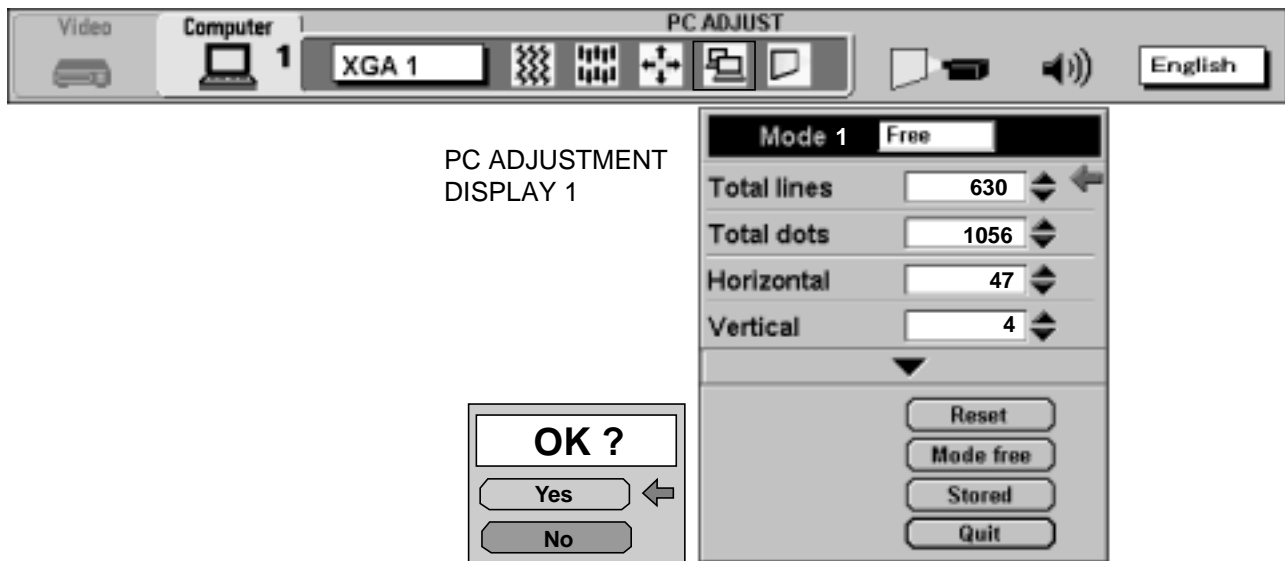 Video
Computer
1
PC ADJUST
XGA 1
English
PC ADJUSTMENT
DISPLAY 1
Mode 1 Free
Total lines 630
Total dots 1056
Horizontal 47
Vertical 4
Reset
Mode free
Stored
Quit
OK ?
Yes
No